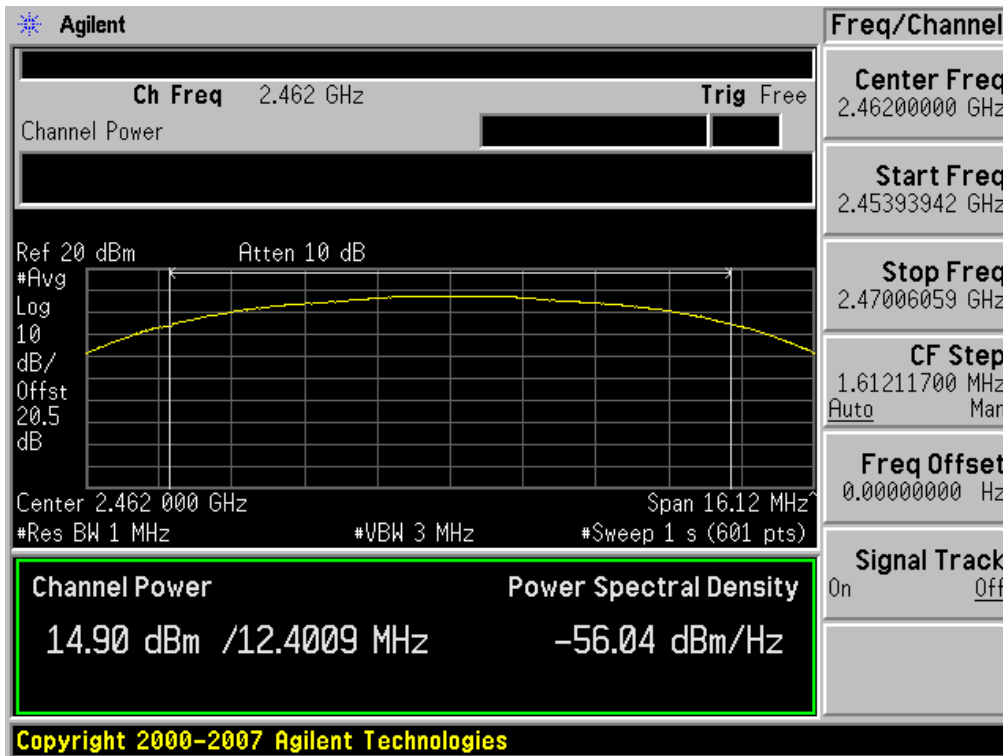 Agilent
Freq/Channel
Ch Freq 2.462 GHz Trig Free
Channel Power
Center Freq
2.46200000 GHz
Start Freq
2.45393942 GHz
Stop Freq
2.47006059 GHz
CF Step
1.61211700 MHz
Auto Man
Freq Offset
0.00000000 Hz
Signal Track
On Off
Ref 20 dBm Atten 10 dB
#Avg
Log
10
dB/
Offst
20.5
dB
Center 2.462 000 GHz Span 16.12 MHz^
#Res BW 1 MHz #VBW 3 MHz #Sweep 1 s (601 pts)
Channel Power Power Spectral Density
14.90 dBm /12.4009 MHz -56.04 dBm/Hz
Copyright 2000-2007 Agilent Technologies